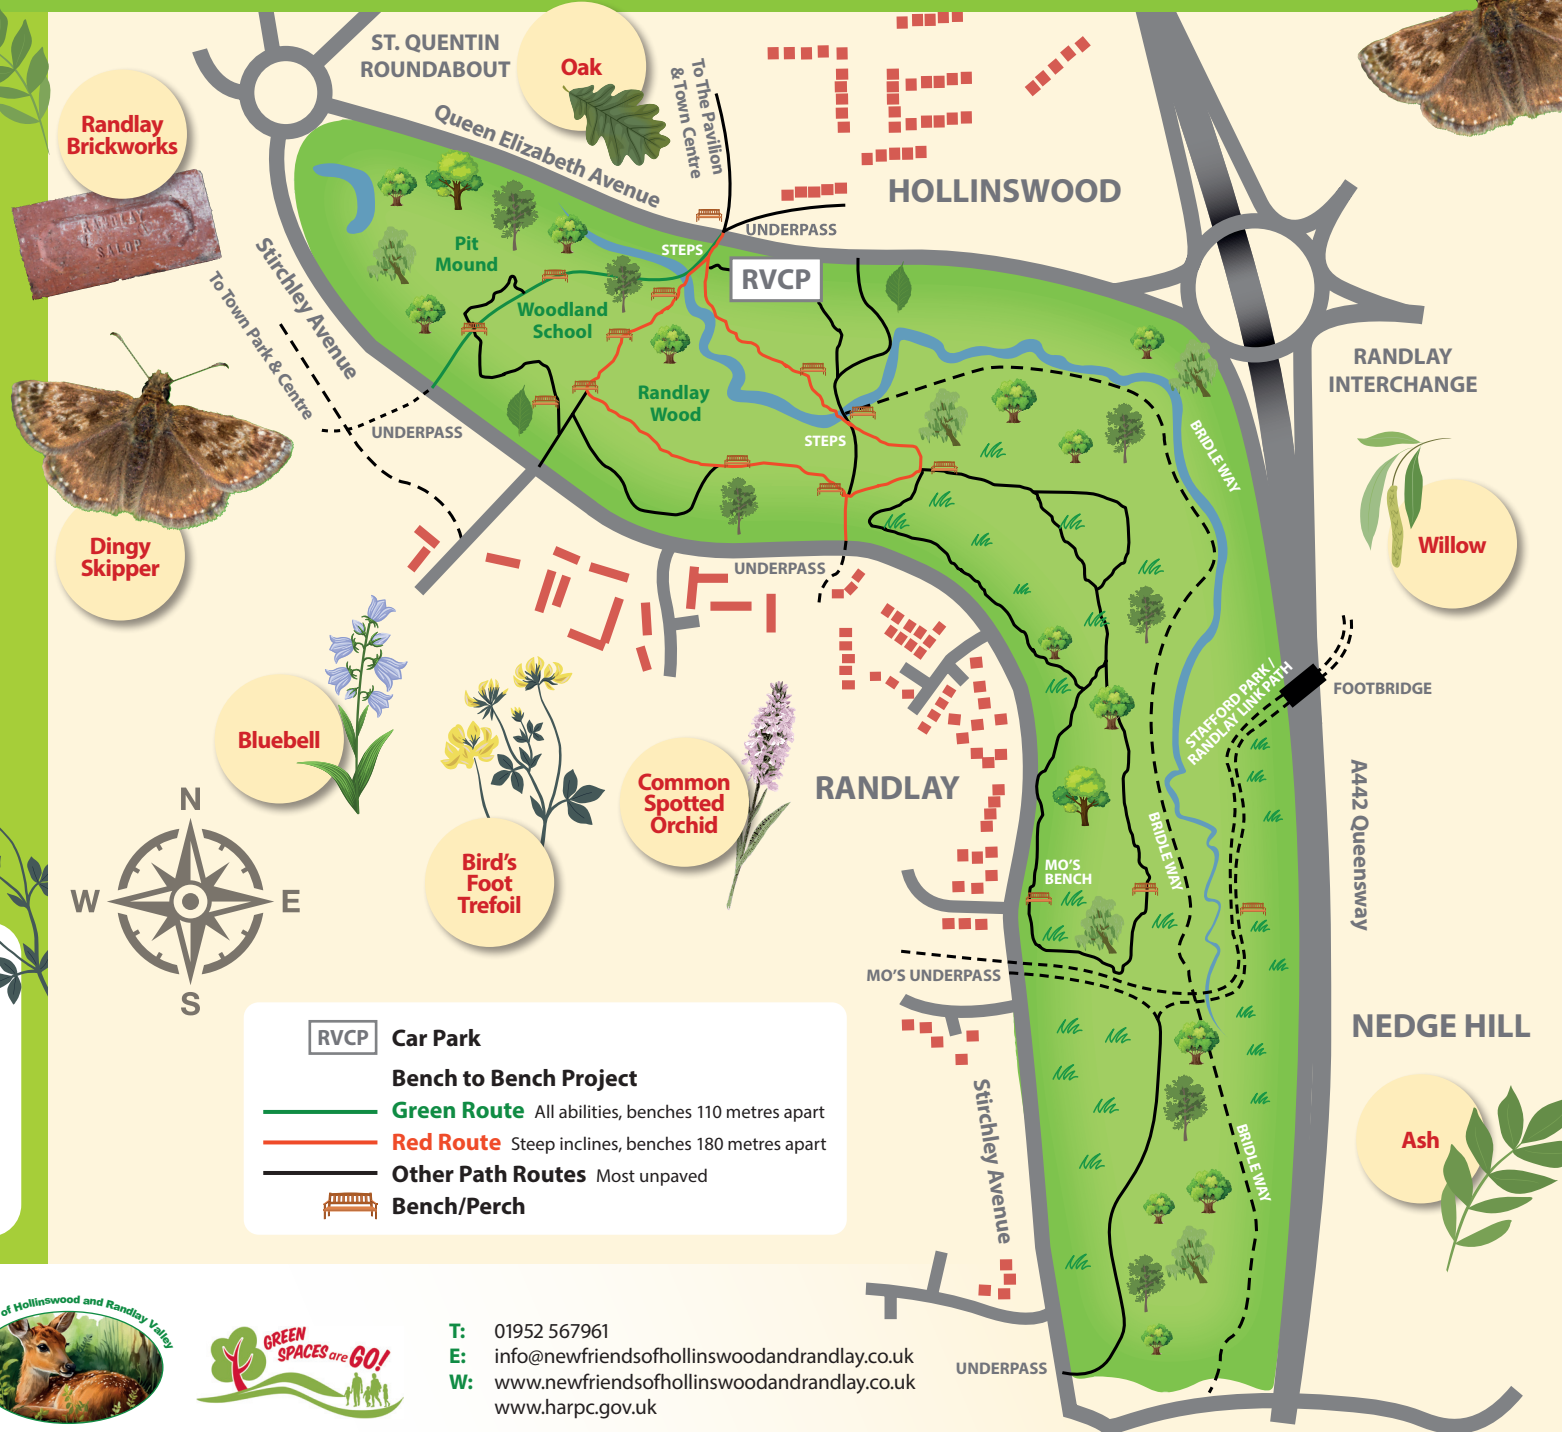 ST. QUENTIN
ROUNDABOUT
Oak
To The Pavilion
& Town Centre
Randlay
Brickworks
RANDLAY
SALOP
Queen Elizabeth Avenue
HOLLINSWOOD
UNDERPASS
STEPS
RVCP
Pit
Mound
Woodland
School
Stirchley Avenue
To Town Park & Centre
Randlay
Wood
UNDERPASS
STEPS
RANDLAY
INTERCHANGE
BRIDLE WAY
Willow
Dingy
Skipper
UNDERPASS
STAFFORD PARK /
RANDLAY LINK PATH
FOOTBRIDGE
Bluebell
Common
Spotted
Orchid
RANDLAY
A442 Queensway
Bird's
Foot
Trefoil
MO'S
BENCH
BRIDLE WAY
N
W
E
S
MO'S UNDERPASS
NEDGE HILL
RVCP Car Park
Bench to Bench Project
Green Route All abilities, benches 110 metres apart
Red Route Steep inclines, benches 180 metres apart
Other Path Routes Most unpaved
Bench/Perch
Stirchley Avenue
BRIDLE WAY
Ash
of Hollinswood and Randlay Valley
GREEN
SPACES are GO!
T: 01952 567961
E: info@newfriendsofhollinswoodandrandlay.co.uk
W: www.newfriendsofhollinswoodandrandlay.co.uk
www.harpc.gov.uk
UNDERPASS